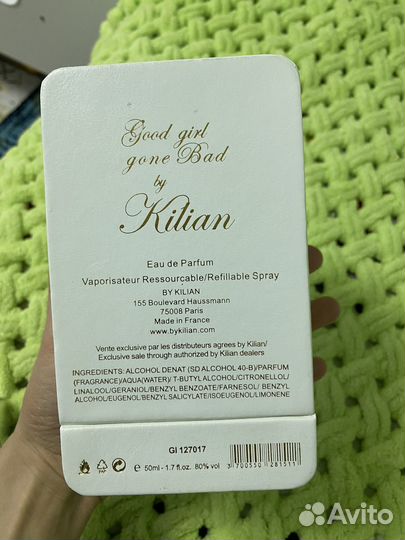 Good girl
gone Bad
by
Kilian
Eau de Parfum
Vaporisateur Ressourcable/Refillable Spray
BY KILIAN
155 Boulevard Haussmann
75008 Paris
Made in France
www.bykilian.com
Vente exclusive par les distributeurs agrees by Kilian/
Exclusive sale through authorized by Kilian dealers
INGREDIENTS: ALCOHOL DENAT (SD ALCOHOL 40-B)/PARFUM
(FRAGRANCE)/AQUA(WATER)/ T-BUTYL ALCOHOL/CITRONELLOL/
LINALOOL/GERANIOL/BENZYL BENZOATE/FARNESOL/ BENZYL
ALCOHOL/EUGENOL/BENZYL SALICYLATE/ISOEUGENOL/LIMONENE
GI 127017
PAP
e 50ml - 1.7 fl.oz. 80% vol
3 700550 281511
Avito